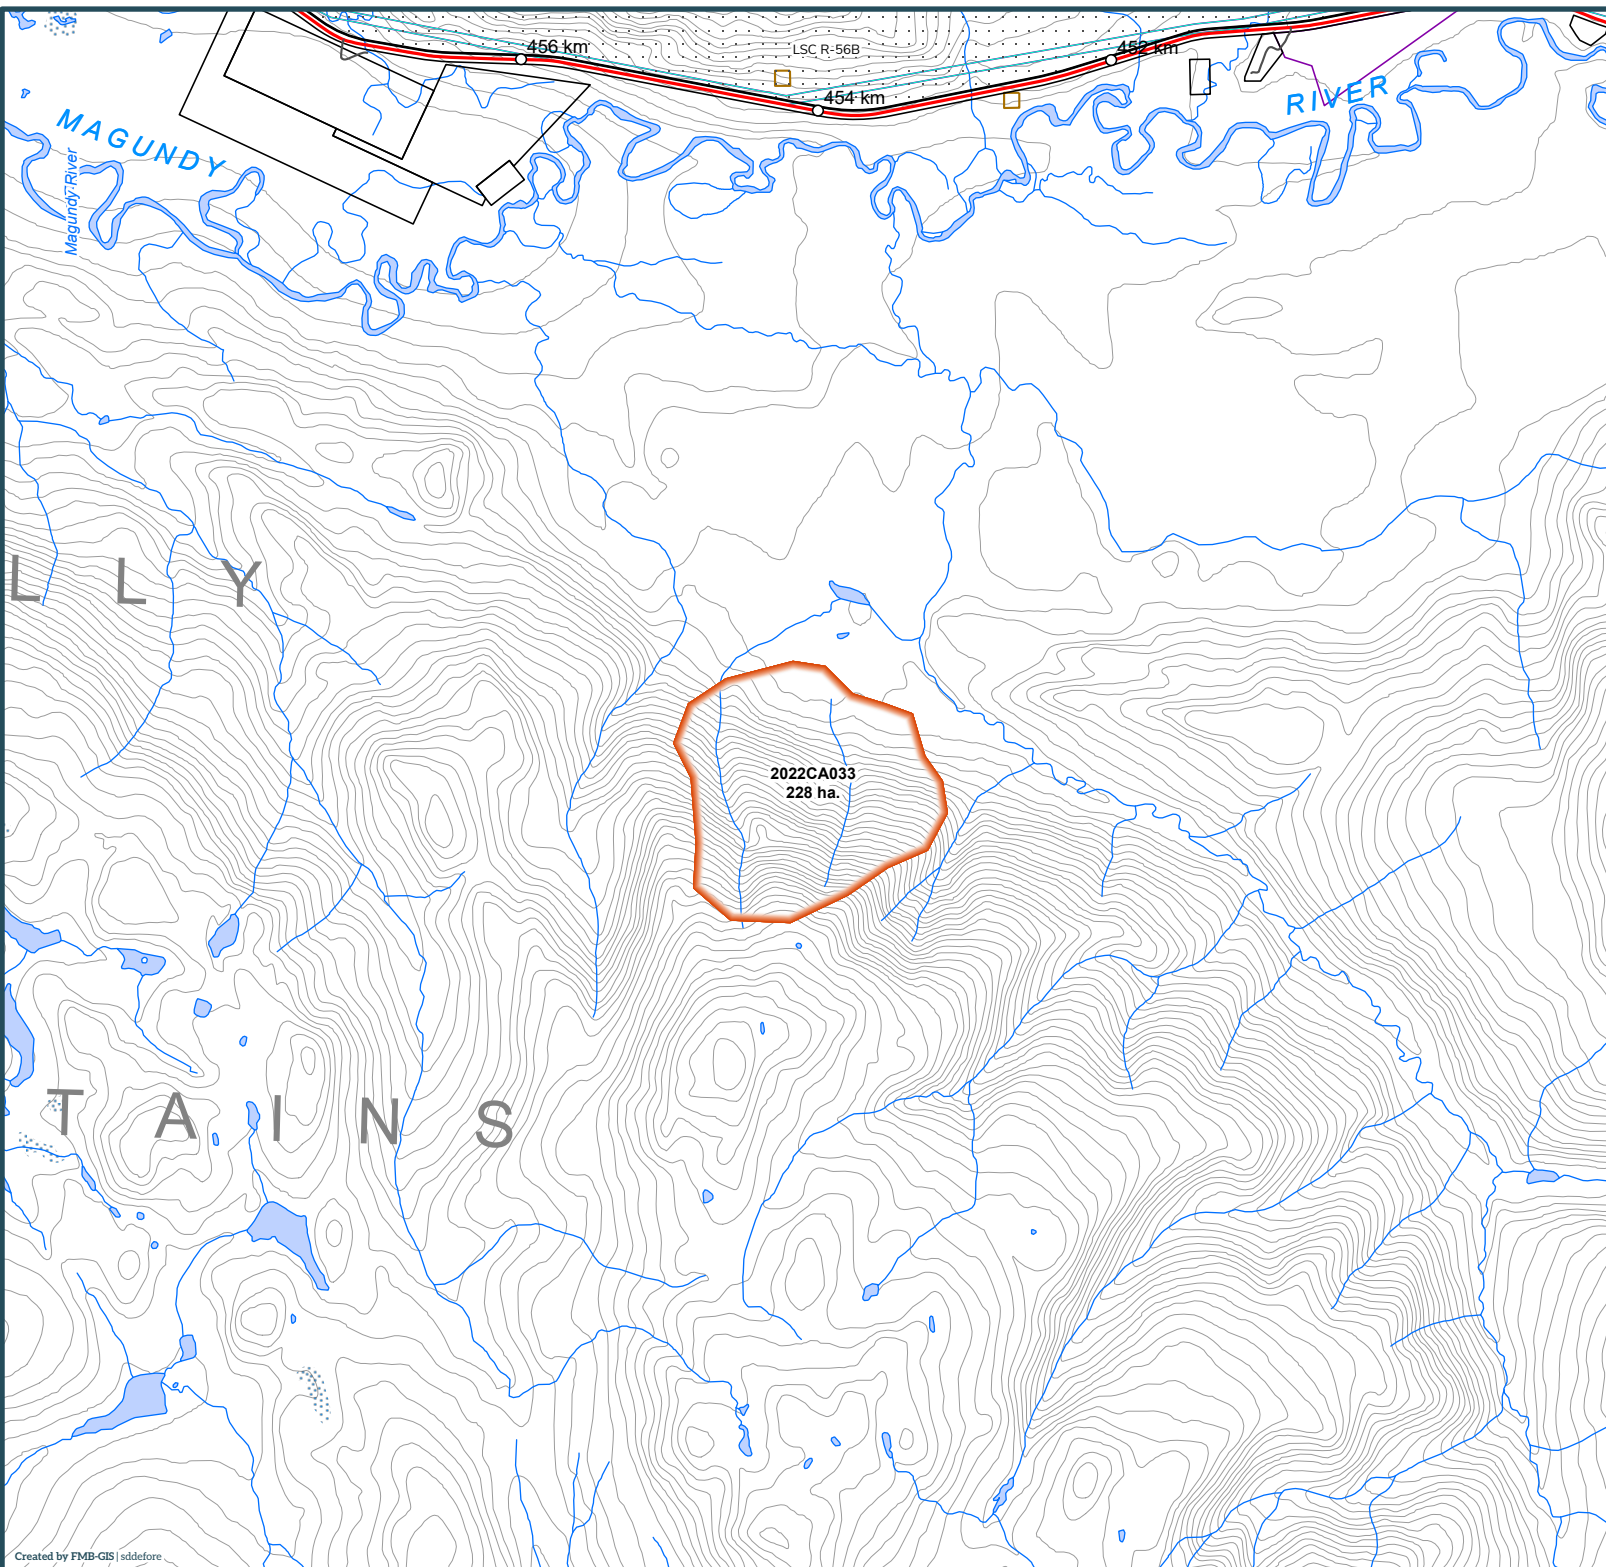 456 km
LSC R-56B
452 km
454 km
MAGUNDY
RIVER
Magundy River
L L Y
2022CA033
228 ha.
T A I N S
Created by FMB-GIS | sddefore